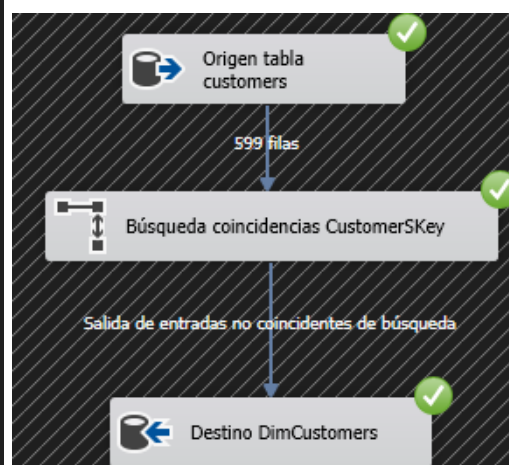 Origen tabla
customers
599 filas
Búsqueda coincidencias CustomerSKey
Salida de entradas no coincidentes de búsqueda
Destino DimCustomers